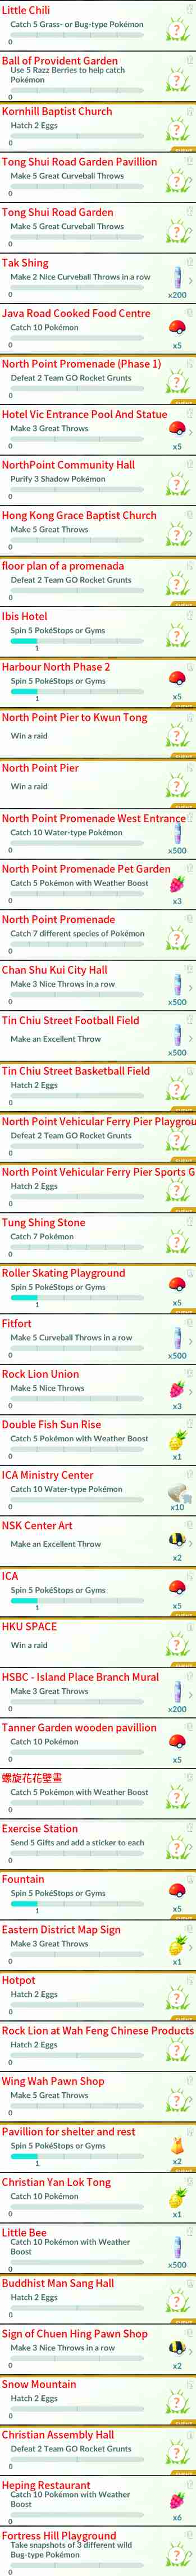 Little Chili
Catch 5 Grass- or Bug-type Pokémon
0
Ball of Provident Garden
Use 5 Razz Berries to help catch
Pokémon
0
Kornhill Baptist Church
Hatch 2 Eggs
0
Tong Shui Road Garden Pavillion
Make 5 Great Curveball Throws
0
Tong Shui Road Garden
Make 5 Great Curveball Throws
0
Tak Shing
Make 2 Nice Curveball Throws in a row
0
x200
Java Road Cooked Food Centre
Catch 10 Pokémon
0
x5
North Point Promenade (Phase 1)
Defeat 2 Team GO Rocket Grunts
0
Hotel Vic Entrance Pool And Statue
Make 3 Great Throws
0
x5
NorthPoint Community Hall
Purify 3 Shadow Pokémon
0
Hong Kong Grace Baptist Church
Make 5 Great Throws
0
floor plan of a promenada
Defeat 2 Team GO Rocket Grunts
0
Ibis Hotel
Spin 5 PokéStops or Gyms
1
Harbour North Phase 2
Spin 5 PokéStops or Gyms
1
x5
North Point Pier to Kwun Tong
Win a raid
North Point Pier
Win a raid
North Point Promenade West Entrance
Catch 10 Water-type Pokémon
0
x500
North Point Promenade Pet Garden
Catch 5 Pokémon with Weather Boost
0
x3
North Point Promenade
Catch 7 different species of Pokémon
0
Chan Shu Kui City Hall
Make 3 Nice Throws in a row
0
x500
Tin Chiu Street Football Field
Make an Excellent Throw
x500
Tin Chiu Street Basketball Field
Hatch 2 Eggs
0
North Point Vehicular Ferry Pier Playgrou
Defeat 2 Team GO Rocket Grunts
0
North Point Vehicular Ferry Pier Sports G
Hatch 2 Eggs
0
Tung Shing Stone
Catch 7 Pokémon
0
Roller Skating Playground
Spin 5 PokéStops or Gyms
1
x5
Fitfort
Make 5 Curveball Throws in a row
0
x500
Rock Lion Union
Make 5 Nice Throws
0
x3
Double Fish Sun Rise
Catch 5 Pokémon with Weather Boost
0
x1
ICA Ministry Center
Catch 10 Water-type Pokémon
0
x10
NSK Center Art
Make an Excellent Throw
x2
ICA
Spin 5 PokéStops or Gyms
1
x5
HKU SPACE
Win a raid
HSBC - Island Place Branch Mural
Make 3 Great Throws
0
x200
Tanner Garden wooden pavillion
Catch 10 Pokémon
0
x5
螺旋花花壁畫
Catch 5 Pokémon with Weather Boost
0
Exercise Station
Send 5 Gifts and add a sticker to each
0
Fountain
Spin 5 PokéStops or Gyms
1
x5
Eastern District Map Sign
Make 3 Great Throws
0
x1
Hotpot
Hatch 2 Eggs
0
Rock Lion at Wah Feng Chinese Products
Hatch 2 Eggs
0
Wing Wah Pawn Shop
Make 5 Great Throws
0
Pavillion for shelter and rest
Spin 5 PokéStops or Gyms
1
x2
Christian Yan Lok Tong
Catch 10 Pokémon
0
x1
Little Bee
Catch 10 Pokémon with Weather
Boost
0
x500
Buddhist Man Sang Hall
Hatch 2 Eggs
0
Sign of Chuen Hing Pawn Shop
Make 3 Nice Throws in a row
0
x2
Snow Mountain
Hatch 2 Eggs
0
Christian Assembly Hall
Defeat 2 Team GO Rocket Grunts
0
Heping Restaurant
Catch 10 Pokémon with Weather
Boost
0
x6
Fortress Hill Playground
Take snapshots of 3 different wild
Bug-type Pokémon
0